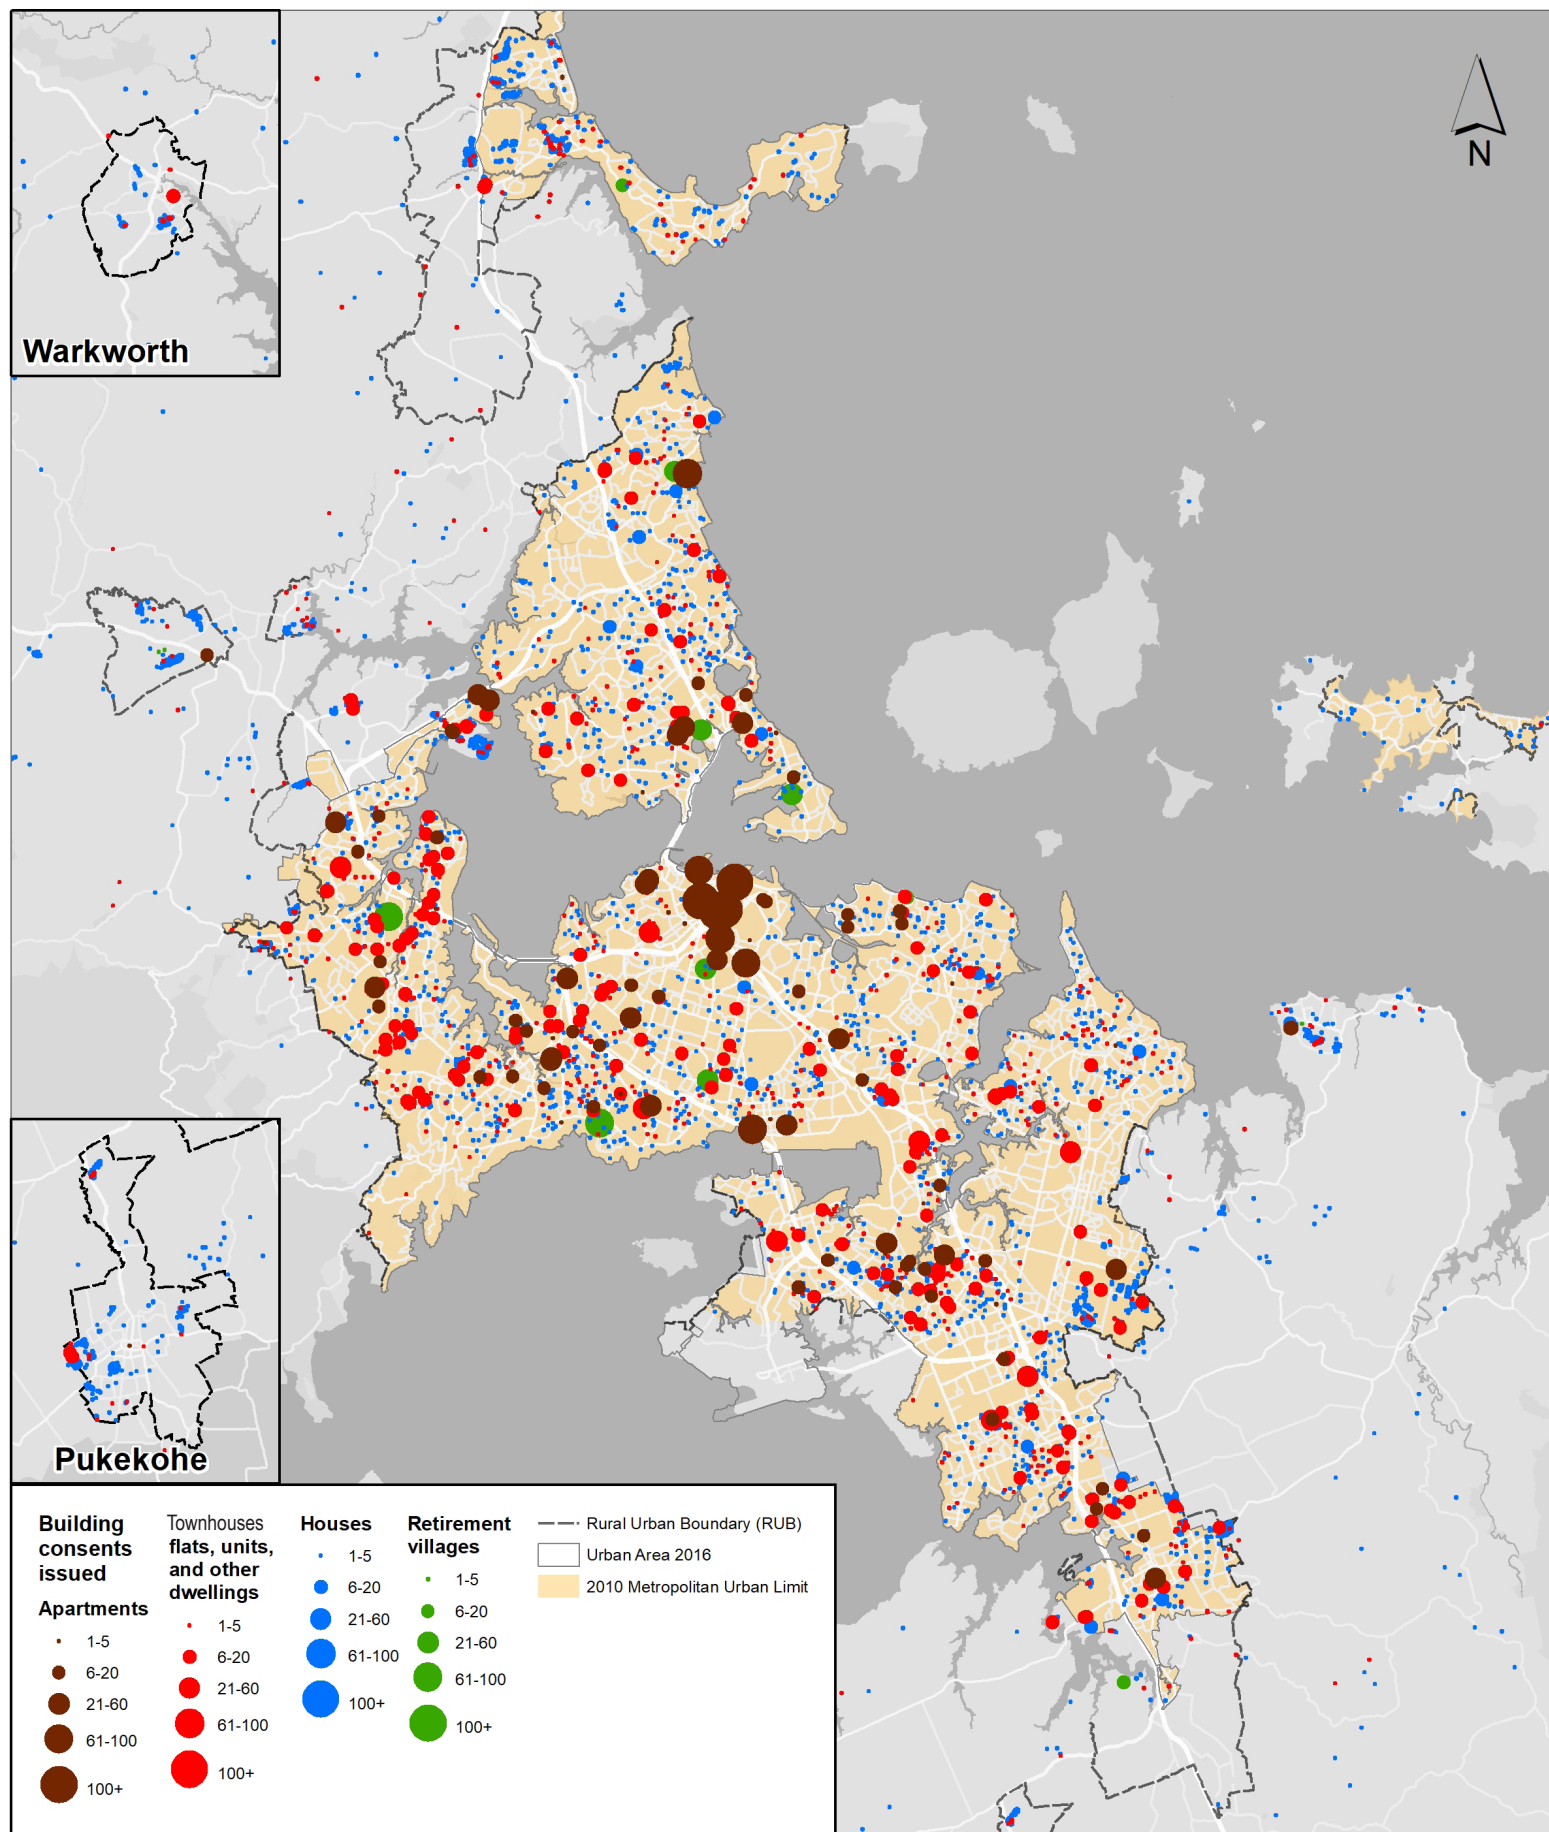 N
Warkworth
Pukekohe
Building
consents
issued
Apartments
1-5
6-20
21-60
61-100
100+
Townhouses
flats, units,
and other
dwellings
1-5
6-20
21-60
61-100
100+
Houses
1-5
6-20
21-60
61-100
100+
Retirement
villages
1-5
6-20
21-60
61-100
100+
Rural Urban Boundary (RUB)
Urban Area 2016
2010 Metropolitan Urban Limit